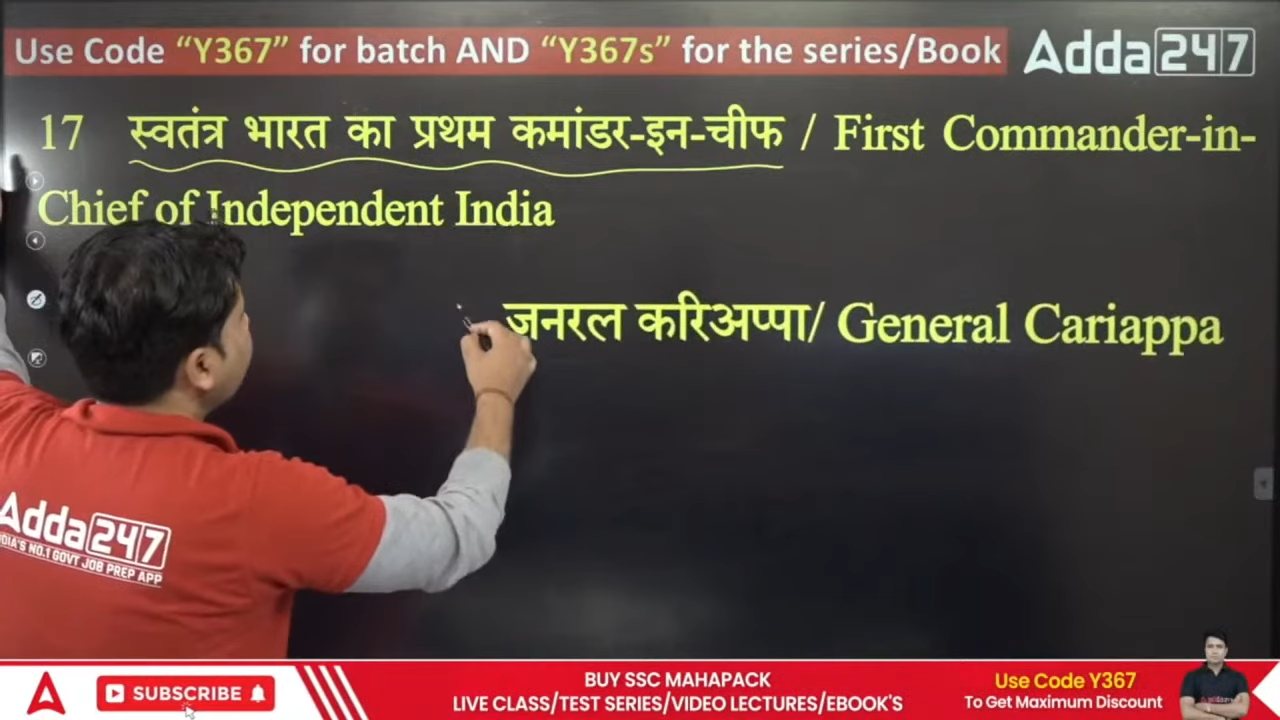 Use Code “Y367” for batch AND “Y367s” for the series/Book
Adda247
17 स्वतंत्र भारत का प्रथम कमांडर-इन-चीफ / First Commander-in-
Chief of Independent India
जनरल करिअप्पा/ General Cariappa
Adda247
INDIA'S NO.1 GOVT JOB PREP APP
SUBSCRIBE
BUY SSC MAHAPACK
LIVE CLASS/TEST SERIES/VIDEO LECTURES/EBOOK'S
Use Code Y367
To Get Maximum Discount